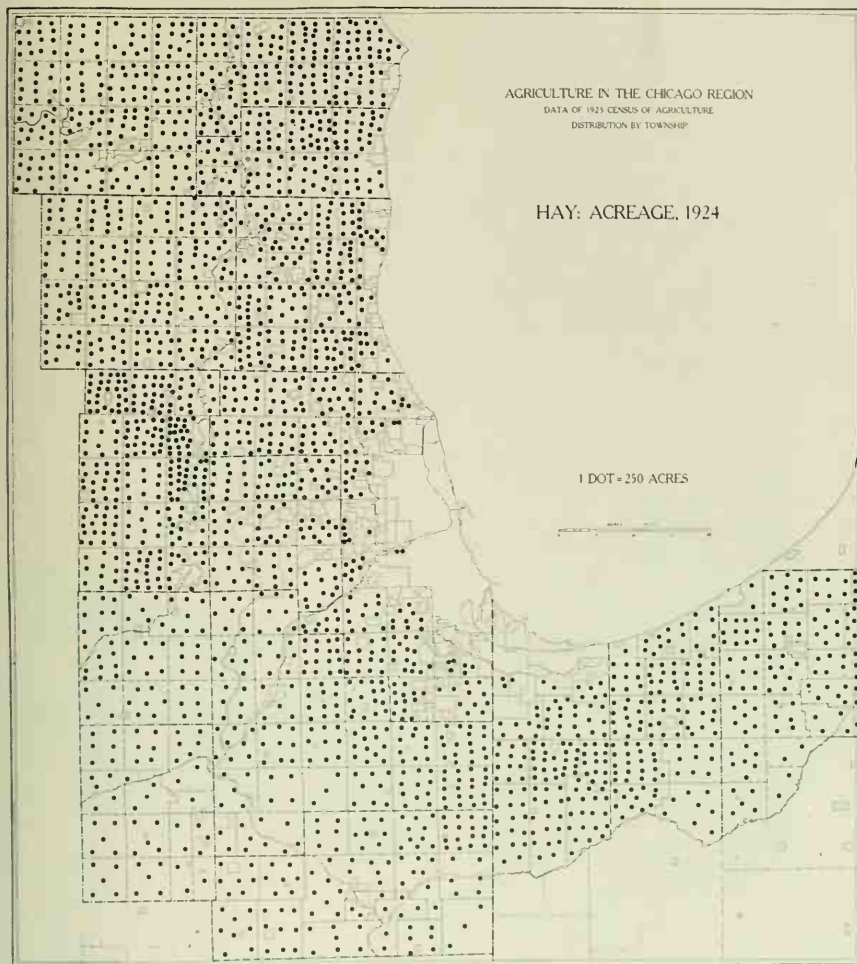 AGRICULTURE IN THE CHICAGO REGION
DATA OF 1925 CENSUS OF AGRICULTURE
DISTRIBUTION BY TOWNSHIP
HAY: ACREAGE, 1924
1 DOT = 250 ACRES